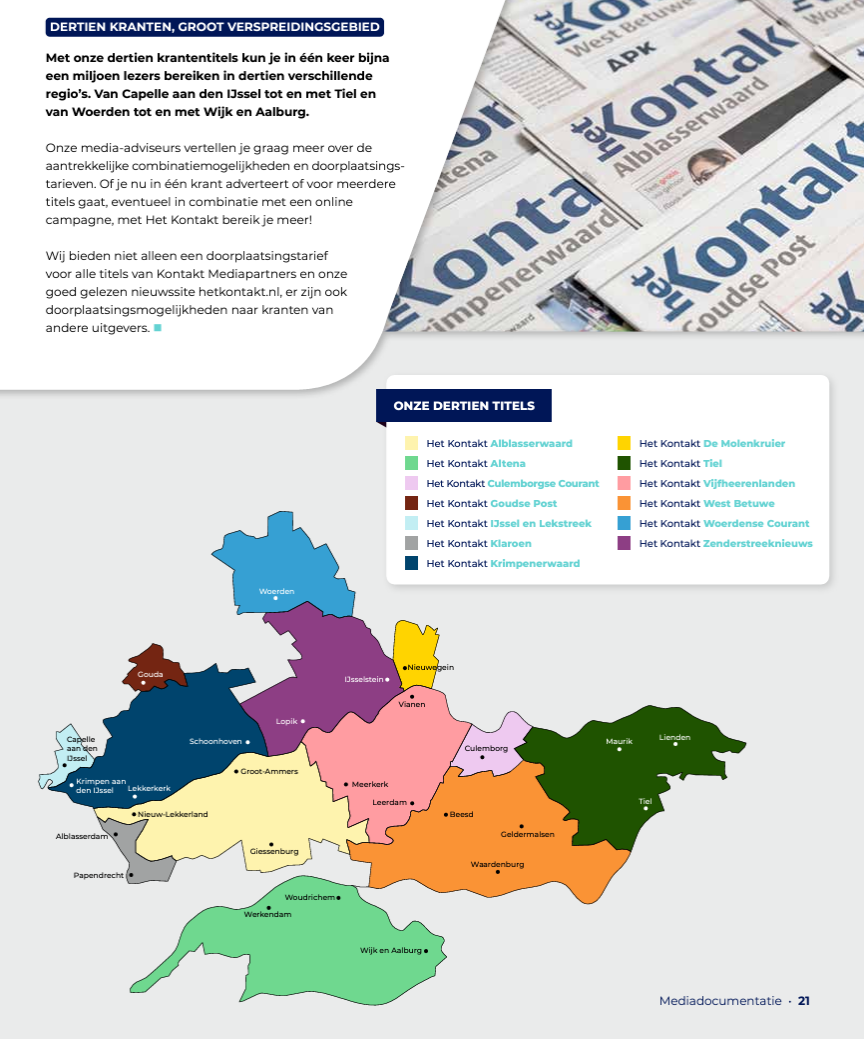 DERTIEN KRANTEN, GROOT VERSPREIDINGSGEBIED
Met onze dertien krantentitels kun je in één keer bijna
een miljoen lezers bereiken in dertien verschillende
regio's. Van Capelle aan den IJssel tot en met Tiel en
van Woerden tot en met Wijk en Aalburg.
Onze media-adviseurs vertellen je graag meer over de
aantrekkelijke combinatiemogelijkheden en doorplaatsings-
tarieven. Of je nu in één krant adverteert of voor meerdere
titels gaat, eventueel in combinatie met een online
campagne, met Het Kontakt bereik je meer!
Wij bieden niet alleen een doorplaatsingstarief
voor alle titels van Kontakt Mediapartners en onze
goed gelezen nieuwssite hetkontakt.nl, er zijn ook
doorplaatsingsmogelijkheden naar kranten van
andere uitgevers.
het Kontak
West Betuwe
APK
het Kontakt
Alblasserwaard
ltena
Konta
impenerwaard
het Kontakt
Goudse Post
ONZE DERTIEN TITELS
Het Kontakt Alblasserwaard
Het Kontakt Altena
Het Kontakt Culemborgse Courant
Het Kontakt Goudse Post
Het Kontakt IJssel en Lekstreek
Het Kontakt Klaroen
Het Kontakt Krimpenerwaard
Het Kontakt De Molenkruier
Het Kontakt Tiel
Het Kontakt Vijfheerenlanden
Het Kontakt West Betuwe
Het Kontakt Woerdense Courant
Het Kontakt Zenderstreeknieuws
Woerden
Gouda
IJsselstein
Nieuwegein
Vianen
Lopik
Schoonhoven
Capelle
aan den
IJssel
Culemborg
Maurik
Lienden
Groot-Ammers
Krimpen aan
den IJssel
Lekkerkerk
Meerkerk
Leerdam
Tiel
Nieuw-Lekkerland
Beesd
Alblasserdam
Geldermalsen
Giessenburg
Waardenburg
Papendrecht
Woudrichem
Werkendam
Wijk en Aalburg
Mediadocumentatie • 21